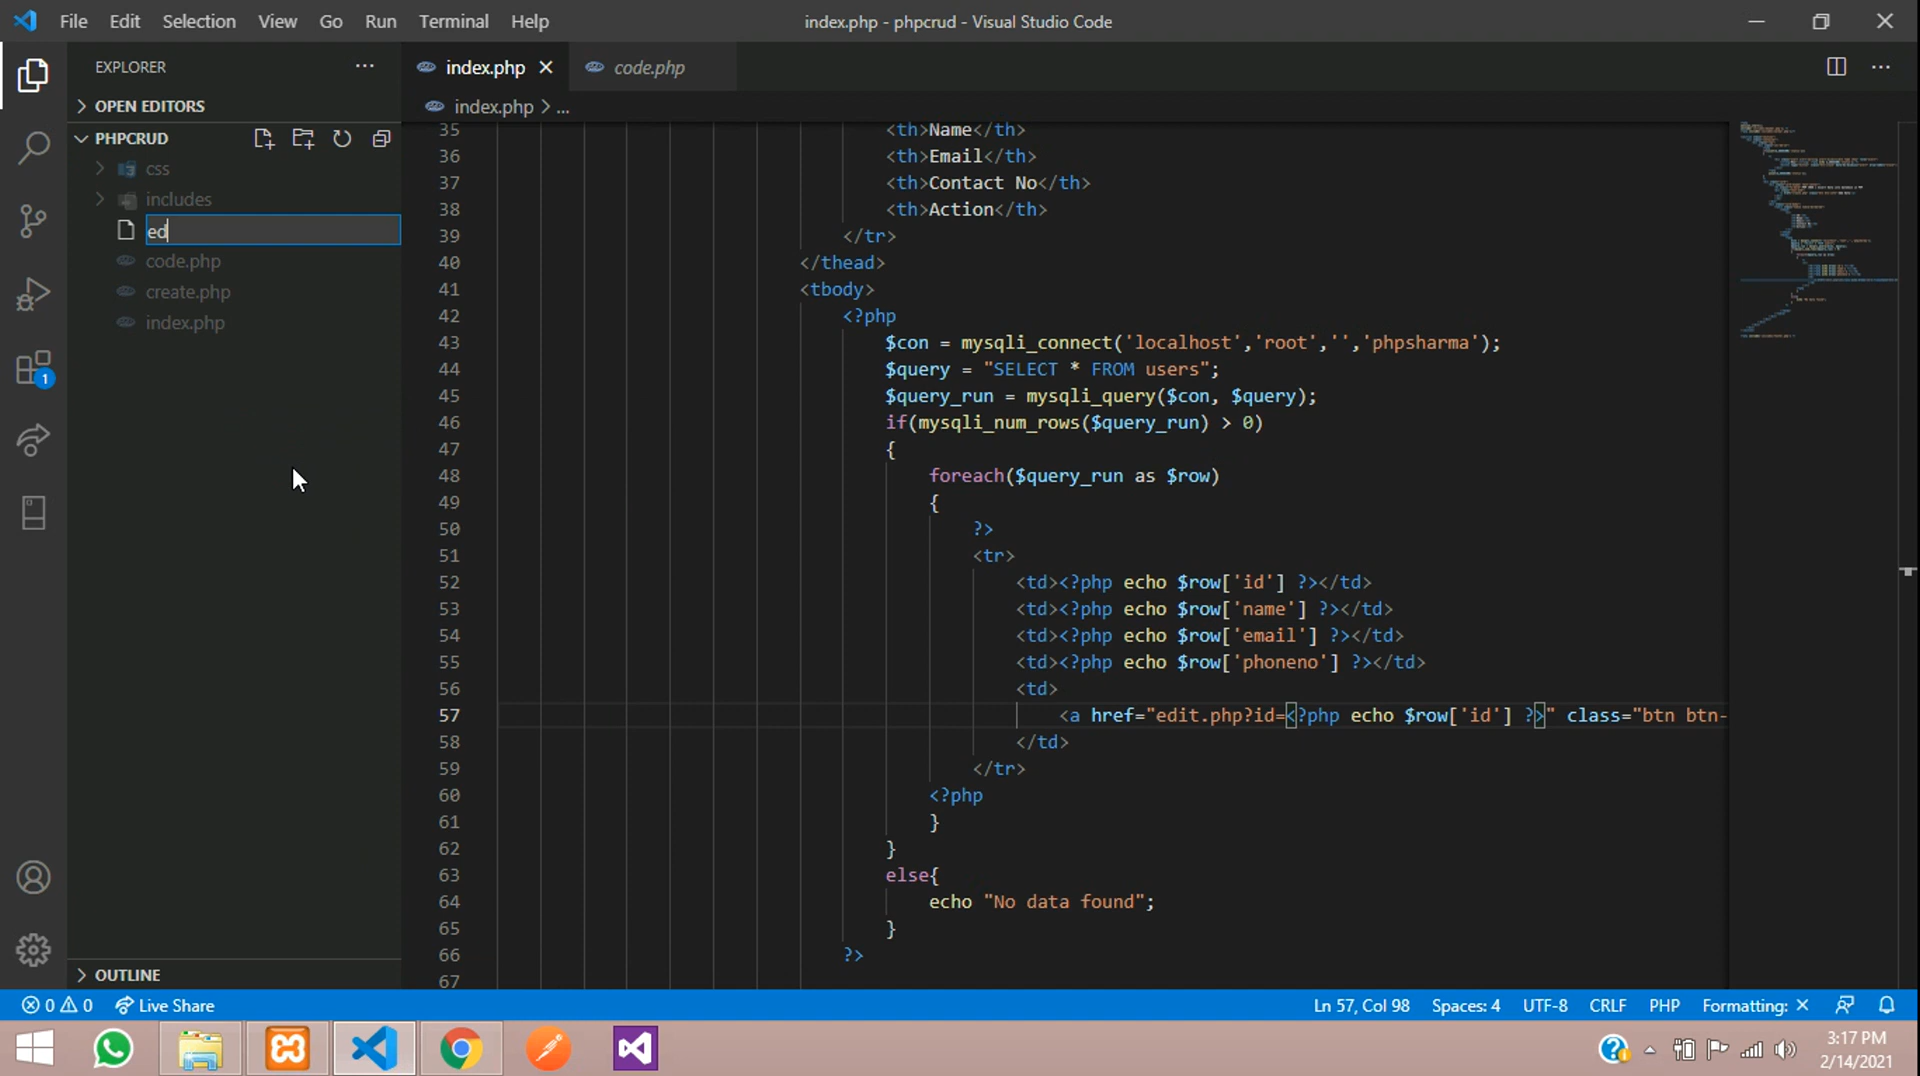 File Edit Selection View Go Run Terminal Help index.php - phpcrud - Visual Studio Code
EXPLORER ...
OPEN EDITORS
PHPCRUD
css
includes
ed
code.php
create.php
index.php
OUTLINE
1
index.php code.php
index.php > ...
35 <th>Name</th>
36 <th>Email</th>
37 <th>Contact No</th>
38 <th>Action</th>
39 </tr>
40 </thead>
41 <tbody>
42 <?php
43 $con = mysqli_connect('localhost','root','','phpsharma');
44 $query = "SELECT * FROM users";
45 $query_run = mysqli_query($con, $query);
46 if(mysqli_num_rows($query_run) > 0)
47 {
48 foreach($query_run as $row)
49 {
50 ?>
51 <tr>
52 <td><?php echo $row['id'] ?></td>
53 <td><?php echo $row['name'] ?></td>
54 <td><?php echo $row['email'] ?></td>
55 <td><?php echo $row['phoneno'] ?></td>
56 <td>
57 <a href="edit.php?id=<?php echo $row['id'] ?>" class="btn btn-
58 </td>
59 </tr>
60 <?php
61 }
62 }
63 else{
64 echo "No data found";
65 }
66 ?>
67
0 0 Live Share Ln 57, Col 98 Spaces: 4 UTF-8 CRLF PHP Formatting: ×
3:17 PM
2/14/2021